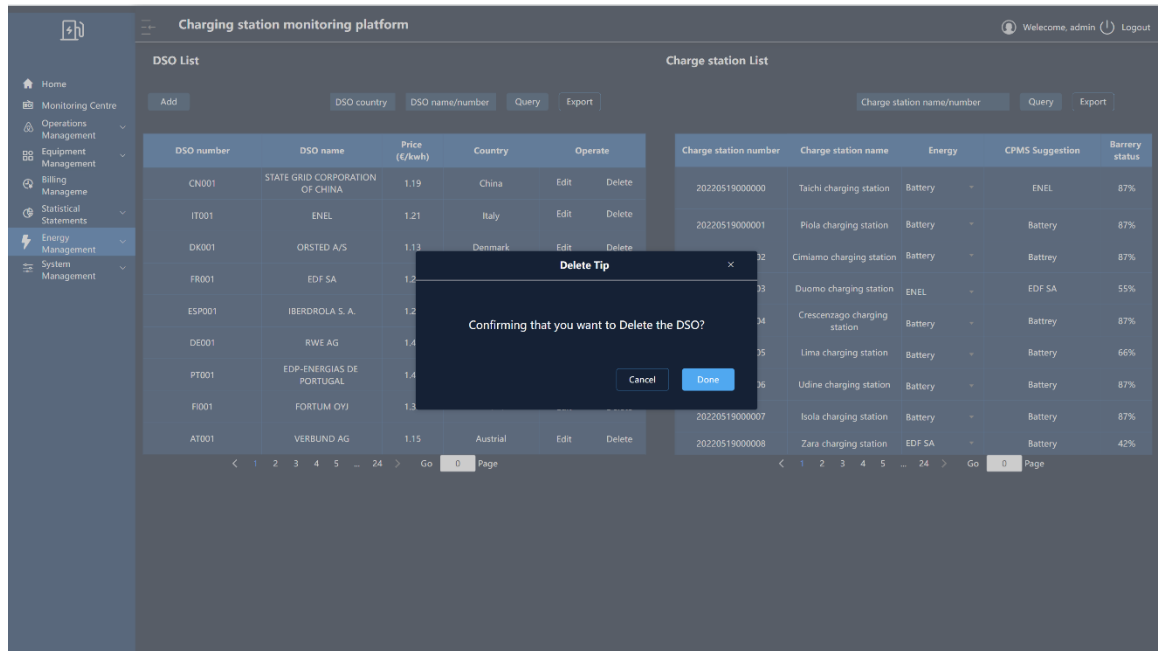 Charging station monitoring platform
Welecome, admin
Logout
Home
Monitoring Centre
Operations
Management
Equipment
Management
Billing
Manageme
Statistical
Statements
Energy
Management
System
Management
DSO List
Add DSO country DSO name/number Query Export
DSO number DSO name Price
(€/kwh) Country Operate
CN001 STATE GRID CORPORATION
OF CHINA 1.19 China Edit Delete
IT001 ENEL 1.21 Italy Edit Delete
DK001 ORSTED A/S 1.13 Denmark Edit Delete
FR001 EDF SA
ESP001 IBERDROLA S. A.
DE001 RWE AG
PT001 EDP-ENERGIAS DE
PORTUGAL
FI001 FORTUM OYJ
AT001 VERBUND AG 1.15 Austrial Edit Delete
< 1 2 3 4 5 ... 24 > Go 0 Page
Delete Tip ×
Confirming that you want to Delete the DSO?
Cancel Done
Charge station List
Charge station name/number Query Export
Charge station number Charge station name Energy CPMS Suggestion Barrery
status
20220519000000 Taichi charging station Battery ENEL 87%
20220519000001 Piola charging station Battery Battery 87%
Cimiamo charging station Battery Battrey 87%
Duomo charging station ENEL EDF SA 55%
Crescenzago charging
station Battery Battrey 87%
Lima charging station Battery Battery 66%
Udine charging station Battery Battery 87%
20220519000007 Isola charging station Battery Battery 87%
20220519000008 Zara charging station EDF SA Battery 42%
< 1 2 3 4 5 ... 24 > Go 0 Page